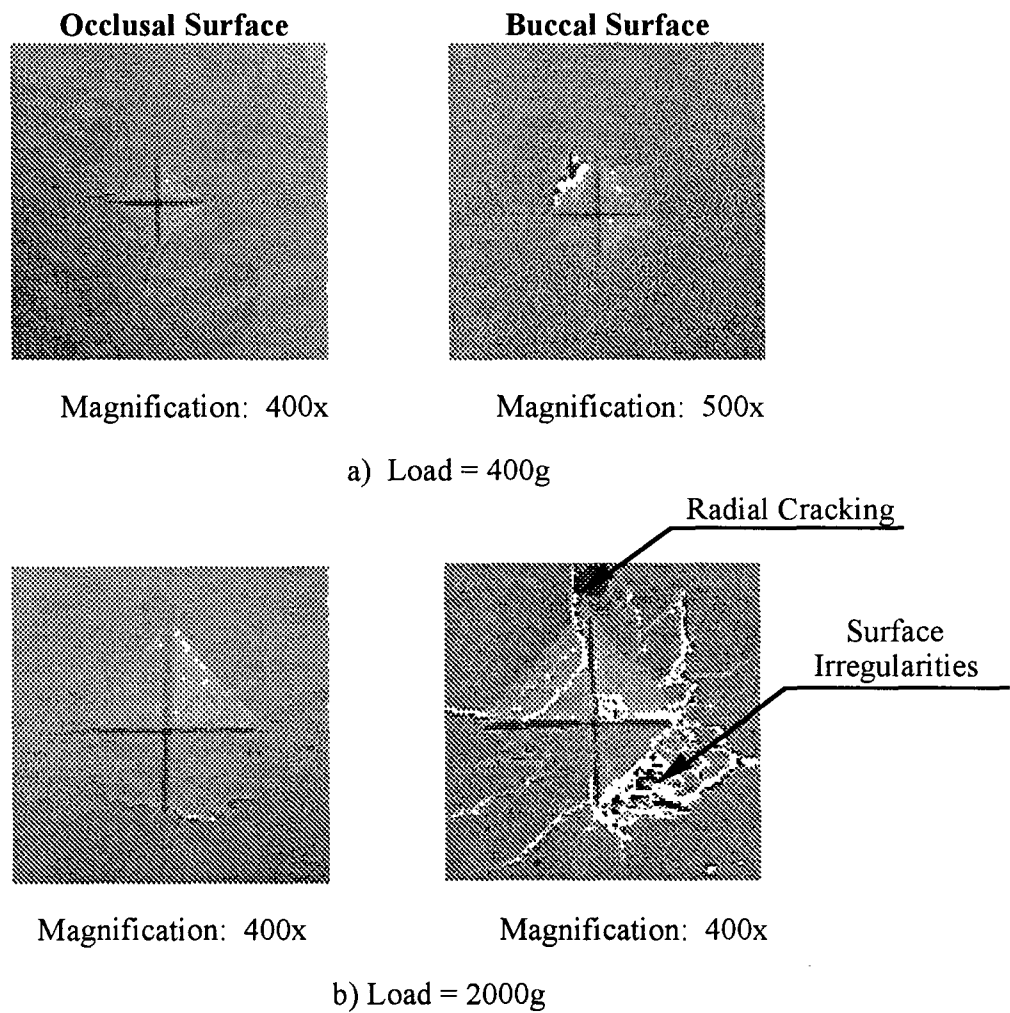 Occlusal Surface
Buccal Surface
Magnification: 400x
Magnification: 500x
a) Load = 400g
Radial Cracking
Surface
Irregularities
Magnification: 400x
Magnification: 400x
b) Load = 2000g